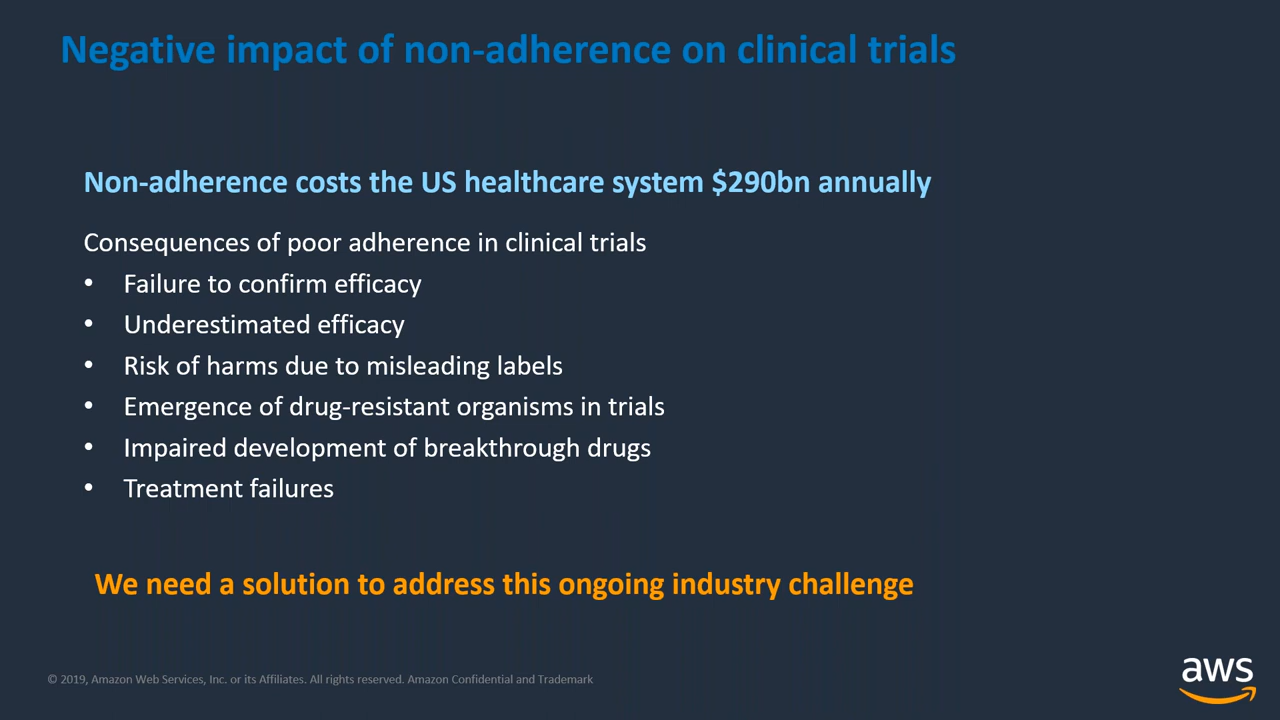 Negative impact of non-adherence on clinical trials
Non-adherence costs the US healthcare system $290bn annually
Consequences of poor adherence in clinical trials
• Failure to confirm efficacy
• Underestimated efficacy
• Risk of harms due to misleading labels
• Emergence of drug-resistant organisms in trials
• Impaired development of breakthrough drugs
• Treatment failures
We need a solution to address this ongoing industry challenge
© 2019, Amazon Web Services, Inc. or its Affiliates. All rights reserved. Amazon Confidential and Trademark
aws